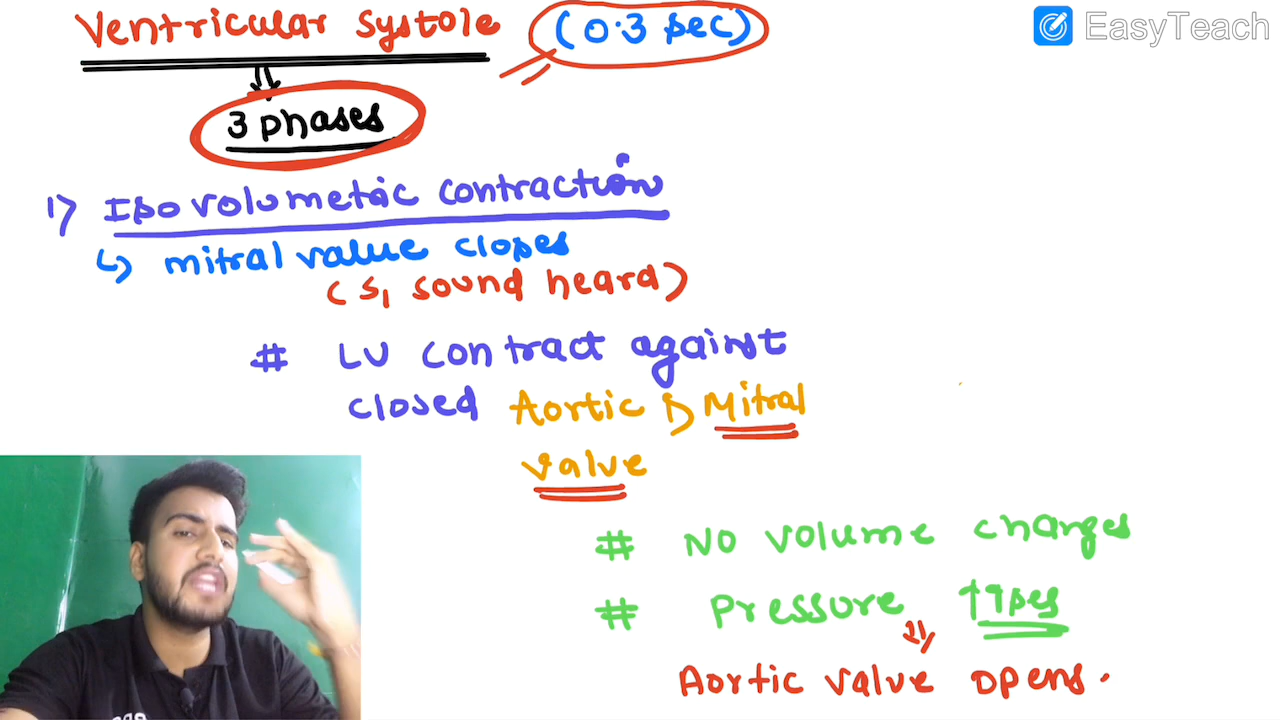 Ventricular Systole (0.3 sec)
EasyTeach
3 phases
1) Isovolumetric contraction
↳ mitral valve closes
(S1 sound heard)
# LV contract against
closed Aortic & Mitral
valve
# No volume changes
# Pressure ↑↑ses
⇓
Aortic valve opens.